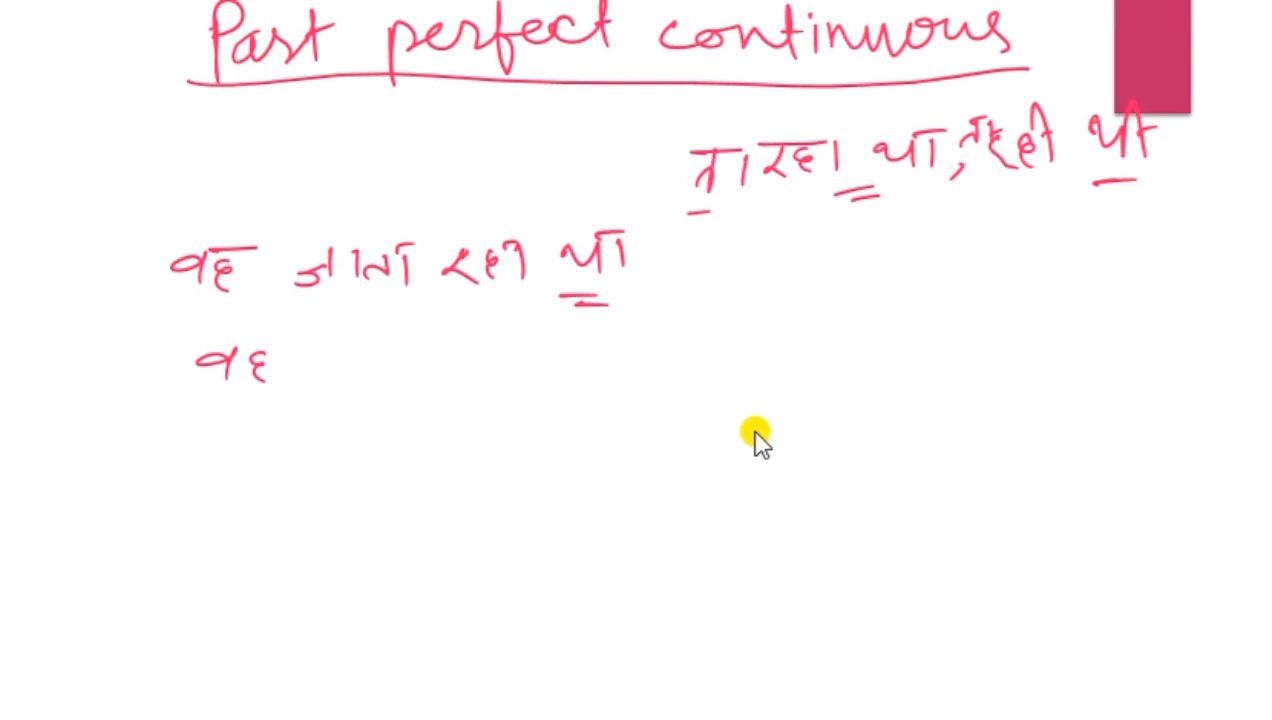 Past perfect continuous
ता रहा था, ती रही थी
वह जाता रहा था
वह